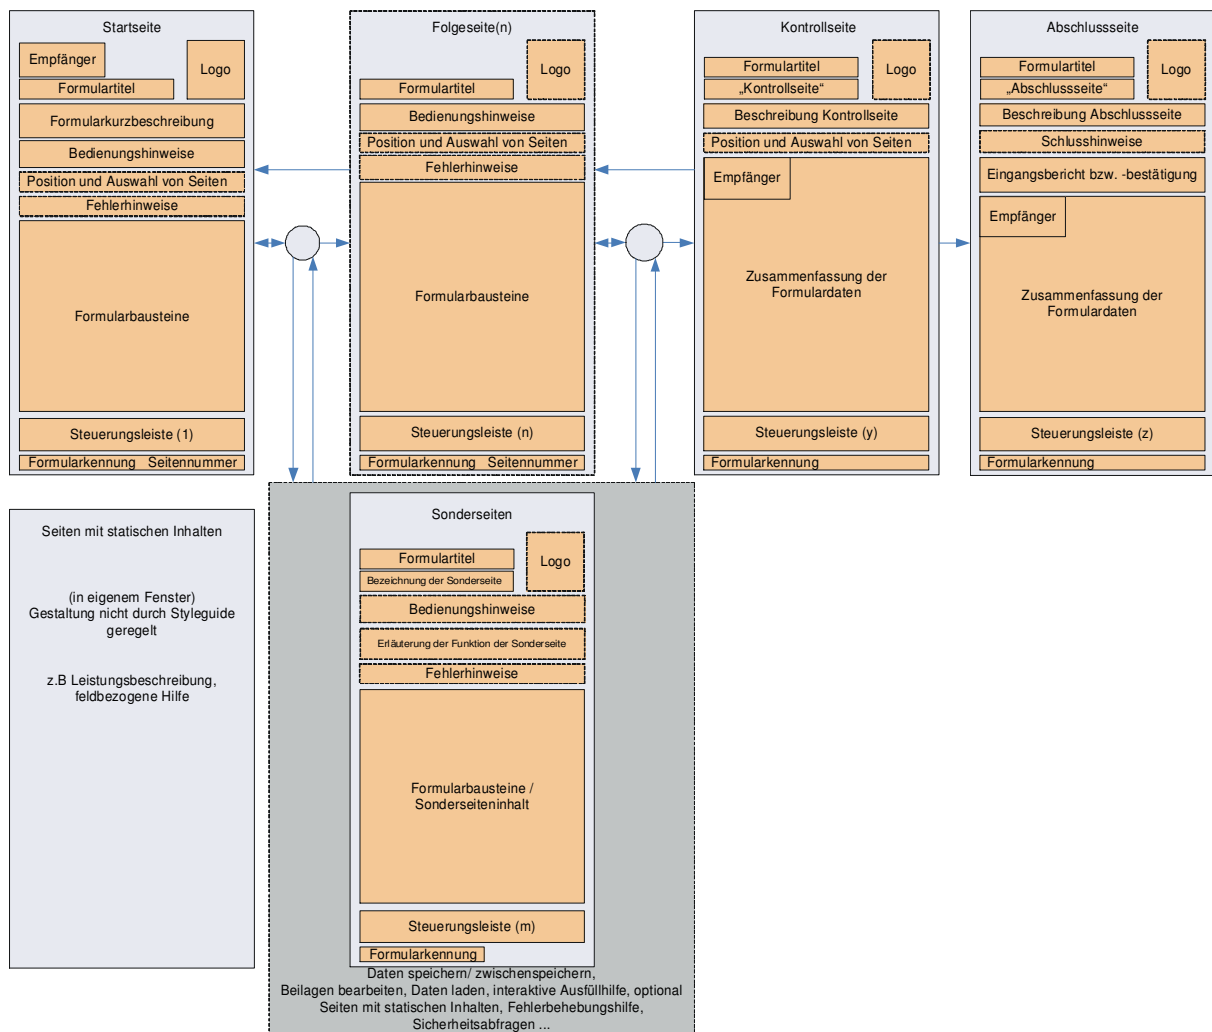 Startseite
Empfänger
Logo
Formulartitel
Formularkurzbeschreibung
Bedienungshinweise
Position und Auswahl von Seiten
Fehlerhinweise
Formularbausteine
Steuerungsleiste (1)
Formularkennung Seitennummer
Folgeseite(n)
Logo
Formulartitel
Bedienungshinweise
Position und Auswahl von Seiten
Fehlerhinweise
Formularbausteine
Steuerungsleiste (n)
Formularkennung Seitennummer
Kontrollseite
Formulartitel
Logo
„Kontrollseite“
Beschreibung Kontrollseite
Position und Auswahl von Seiten
Empfänger
Zusammenfassung der
Formulardaten
Steuerungsleiste (y)
Formularkennung
Abschlussseite
Formulartitel
Logo
„Abschlussseite“
Beschreibung Abschlussseite
Schlusshinweise
Eingangsbericht bzw. -bestätigung
Empfänger
Zusammenfassung der
Formulardaten
Steuerungsleiste (z)
Formularkennung
Seiten mit statischen Inhalten
(in eigenem Fenster)
Gestaltung nicht durch Styleguide
geregelt
z.B Leistungsbeschreibung,
feldbezogene Hilfe
Sonderseiten
Formulartitel
Logo
Bezeichnung der Sonderseite
Bedienungshinweise
Erläuterung der Funktion der Sonderseite
Fehlerhinweise
Formularbausteine /
Sonderseiteninhalt
Steuerungsleiste (m)
Formularkennung
Daten speichern/ zwischenspeichern,
Beilagen bearbeiten, Daten laden, interaktive Ausfüllhilfe, optional
Seiten mit statischen Inhalten, Fehlerbehebungshilfe,
Sicherheitsabfragen ...